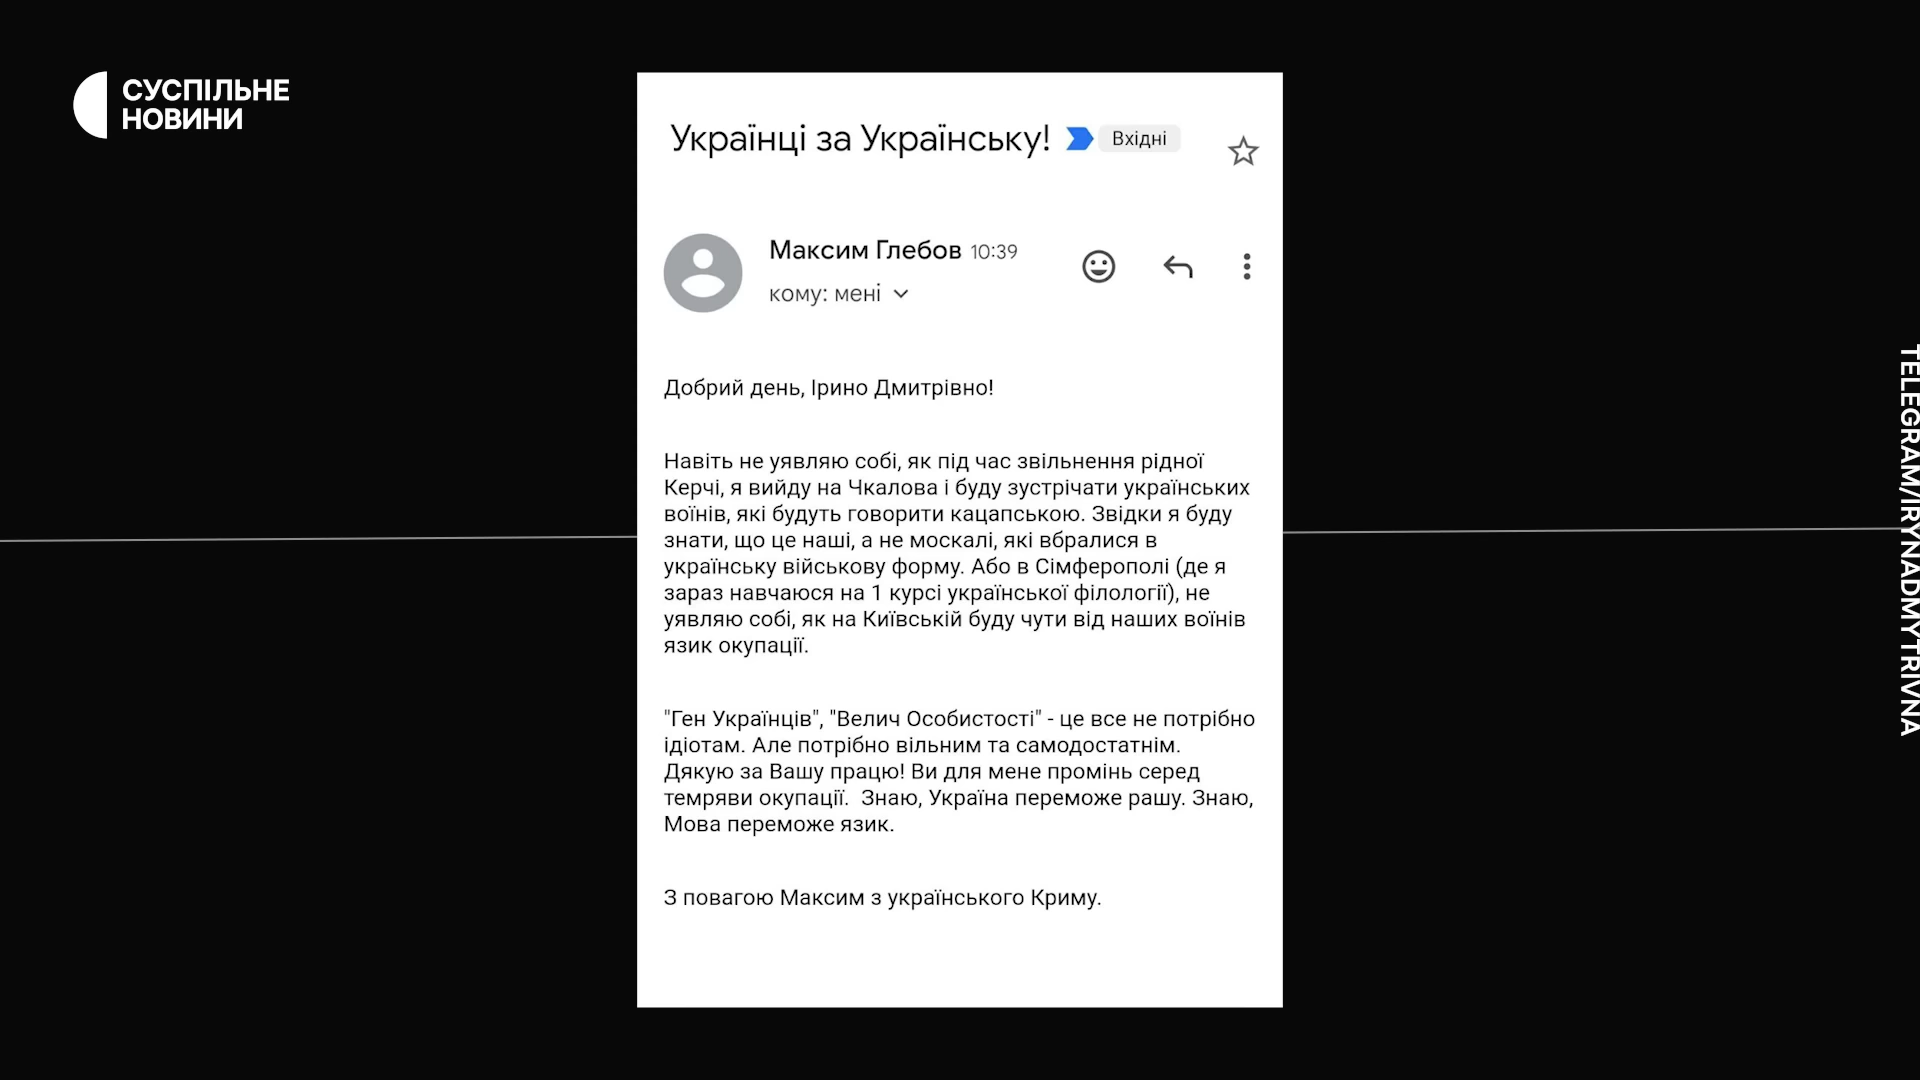 СУСПІЛЬНЕ
НОВИНИ
Українці за Українську! Вхідні
Максим Глебов 10:39
кому: мені
Добрий день, Ірино Дмитрівно!
Навіть не уявляю собі, як під час звільнення рідної
Керчі, я вийду на Чкалова і буду зустрічати українських
воїнів, які будуть говорити кацапською. Звідки я буду
знати, що це наші, а не москалі, які вбралися в
українську військову форму. Або в Сімферополі (де я
зараз навчаюся на 1 курсі української філології), не
уявляю собі, як на Київській буду чути від наших воїнів
язик окупації.
"Ген Українців", "Велич Особистості" - це все не потрібно
ідіотам. Але потрібно вільним та самодостатнім.
Дякую за Вашу працю! Ви для мене промінь серед
темряви окупації.  Знаю, Україна переможе рашу. Знаю,
Мова переможе язик.
З повагою Максим з українського Криму.
TELEGRAM/IRYNADMYTRIVNA